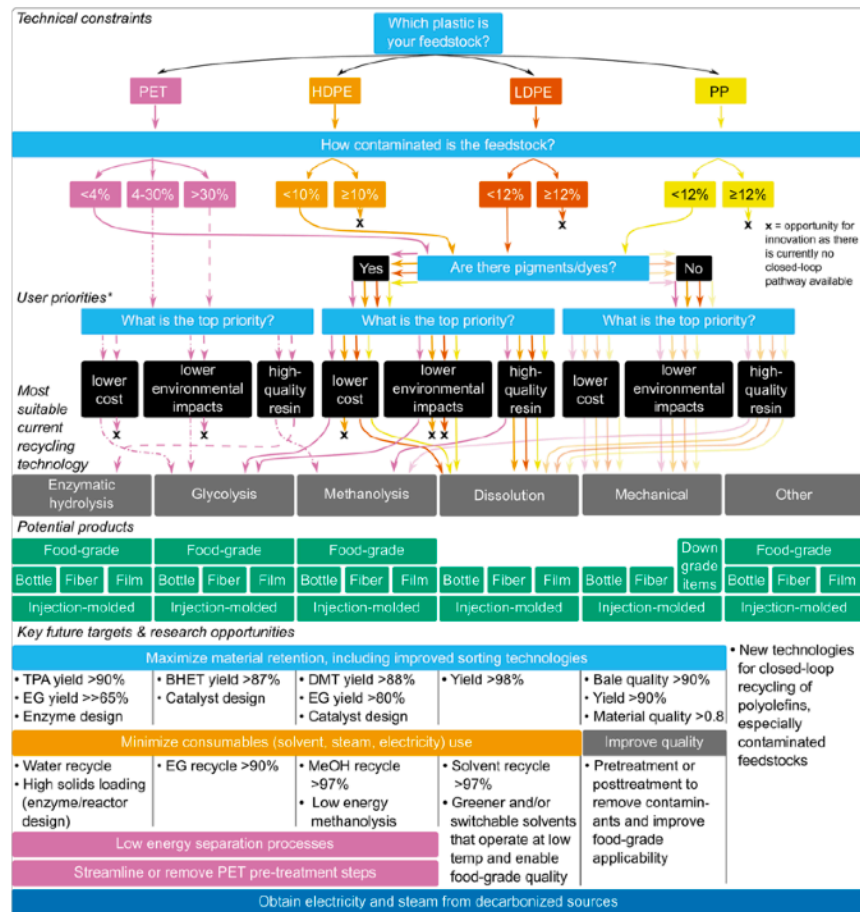 Technical constraints
Which plastic is
your feedstock?
PET
HDPE
LDPE
PP
How contaminated is the feedstock?
<4%
4-30%
>30%
<10%
≥10%
<12%
≥12%
<12%
≥12%
x
x
x
x = opportunity for
innovation as there
is currently no
closed-loop
pathway available
Yes
Are there pigments/dyes?
No
User priorities*
What is the top priority?
What is the top priority?
What is the top priority?
Most
suitable
current
recycling
technology
lower
cost
lower
environmental
impacts
high-
quality
resin
lower
cost
lower
environmental
impacts
high-
quality
resin
lower
cost
lower
environmental
impacts
high-
quality
resin
x
x
x
x
x
Enzymatic
hydrolysis
Glycolysis
Methanolysis
Dissolution
Mechanical
Other
Potential products
Food-grade
Food-grade
Food-grade
Down
grade
items
Food-grade
Bottle
Fiber
Film
Bottle
Fiber
Film
Bottle
Fiber
Film
Bottle
Fiber
Film
Bottle
Fiber
Bottle
Fiber
Film
Injection-molded
Injection-molded
Injection-molded
Injection-molded
Injection-molded
Injection-molded
Key future targets & research opportunities
Maximize material retention, including improved sorting technologies
• TPA yield >90%
• EG yield >>65%
• Enzyme design
• BHET yield >87%
• Catalyst design
• DMT yield >88%
• EG yield >80%
• Catalyst design
• Yield >98%
• Bale quality >90%
• Yield >90%
• Material quality >0.8
• New technologies
for closed-loop
recycling of
polyolefins,
especially
contaminated
feedstocks
Minimize consumables (solvent, steam, electricity) use
Improve quality
• Water recycle
• High solids loading
(enzyme/reactor
design)
• EG recycle >90%
• MeOH recycle
>97%
• Low energy
methanolysis
• Solvent recycle
>97%
• Greener and/or
switchable solvents
that operate at low
temp and enable
food-grade quality
• Pretreatment or
posttreatment to
remove contamin-
ants and improve
food-grade
applicability
Low energy separation processes
Streamline or remove PET pre-treatment steps
Obtain electricity and steam from decarbonized sources